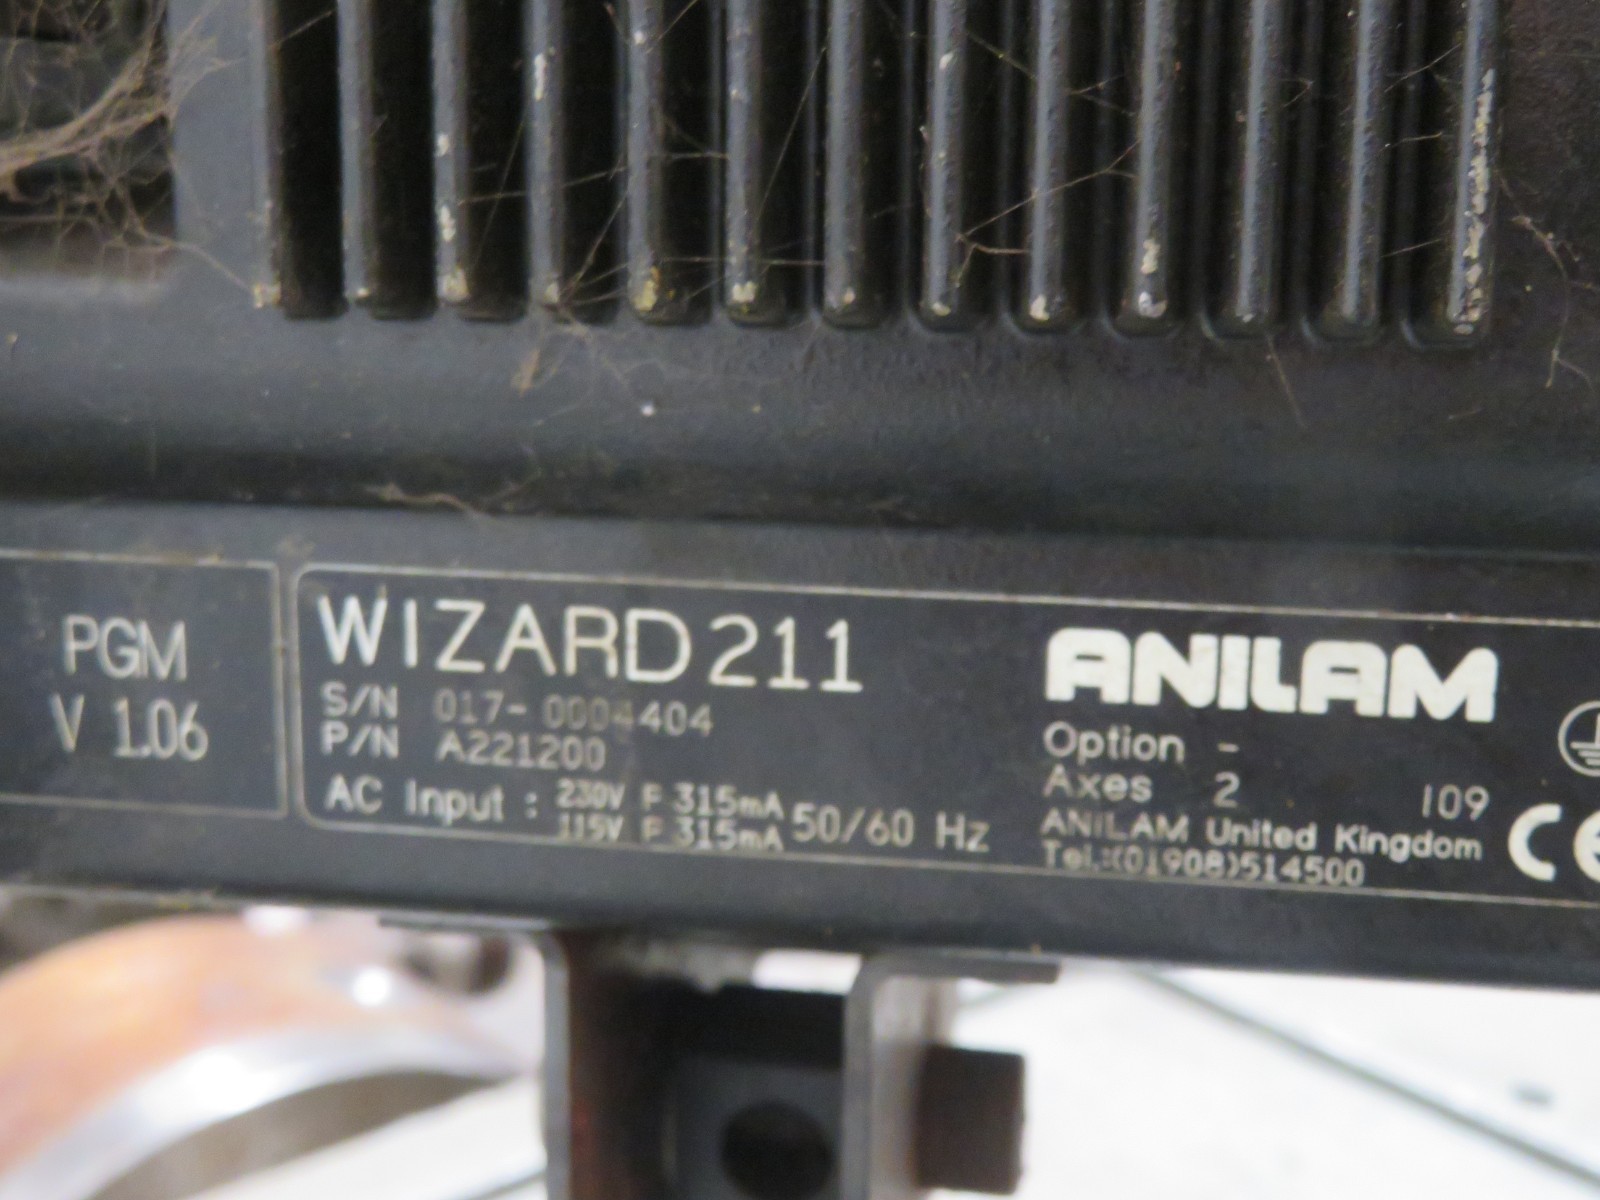 PGM
V 1.06
WIZARD 211
S/N 017-0004404
P/N A221200
AC Input : 230V F 315mA 50/60 Hz
115V F 315mA
ANILAM
Option -
Axes 2 109
ANILAM United Kingdom
Tel.:(01908)514500
CE